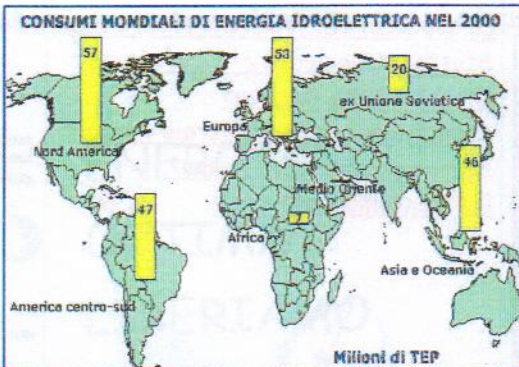 CONSUMI MONDIALI DI ENERGIA IDROELETTRICA NEL 2000
57
53
20
ex Unione Sovietica
Europa
Nord America
46
Medio Oriente
47
7
Africa
Asia e Oceania
America centro-sud
Milioni di TEP